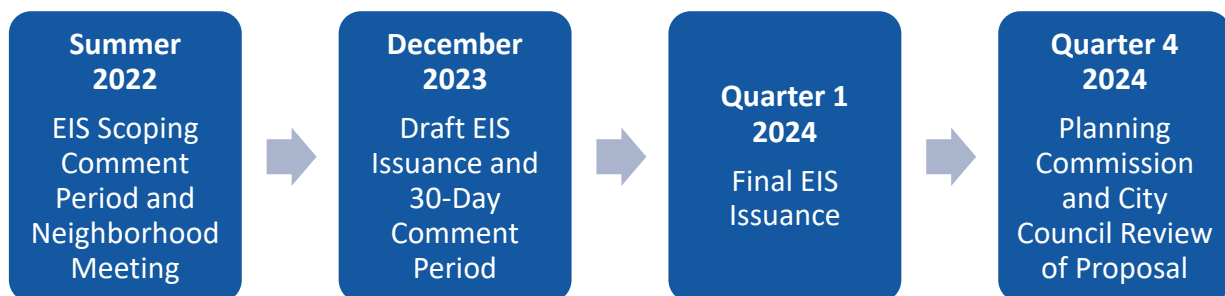 Summer
2022
EIS Scoping
Comment
Period and
Neighborhood
Meeting
December
2023
Draft EIS
Issuance and
30-Day
Comment
Period
Quarter 1
2024
Final EIS
Issuance
Quarter 4
2024
Planning
Commission
and City
Council Review
of Proposal